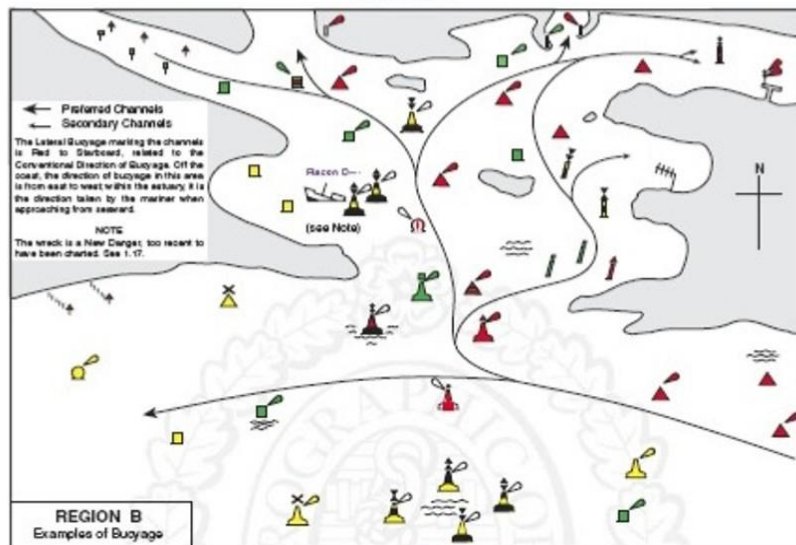 Preferred Channels
Secondary Channels
The Lateral Buoyage marking the channels
is Red to Starboard, related to the
Conventional Direction of Buoyage. Off the
coast, the direction of buoyage in this area
is from east to west; within the estuary, it is
the direction taken by the mariner when
approaching from seaward.
NOTE
The wreck is a New Danger, too recent to
have been charted. See 1.17.
Racon D
(see Note)
N
REGION B
Examples of Buoyage